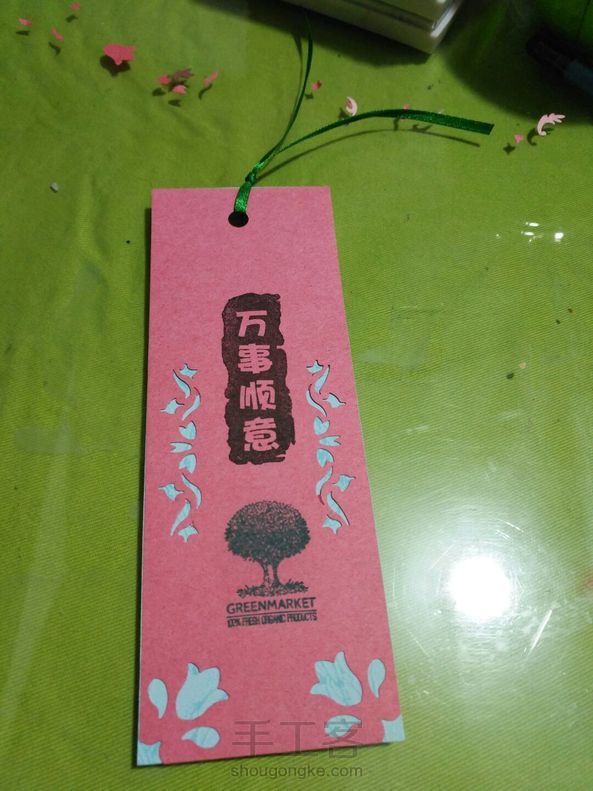 万事顺意
GREENMARKET
100% FRESH ORGANIC PRODUCTS
手工客
shougongke.com